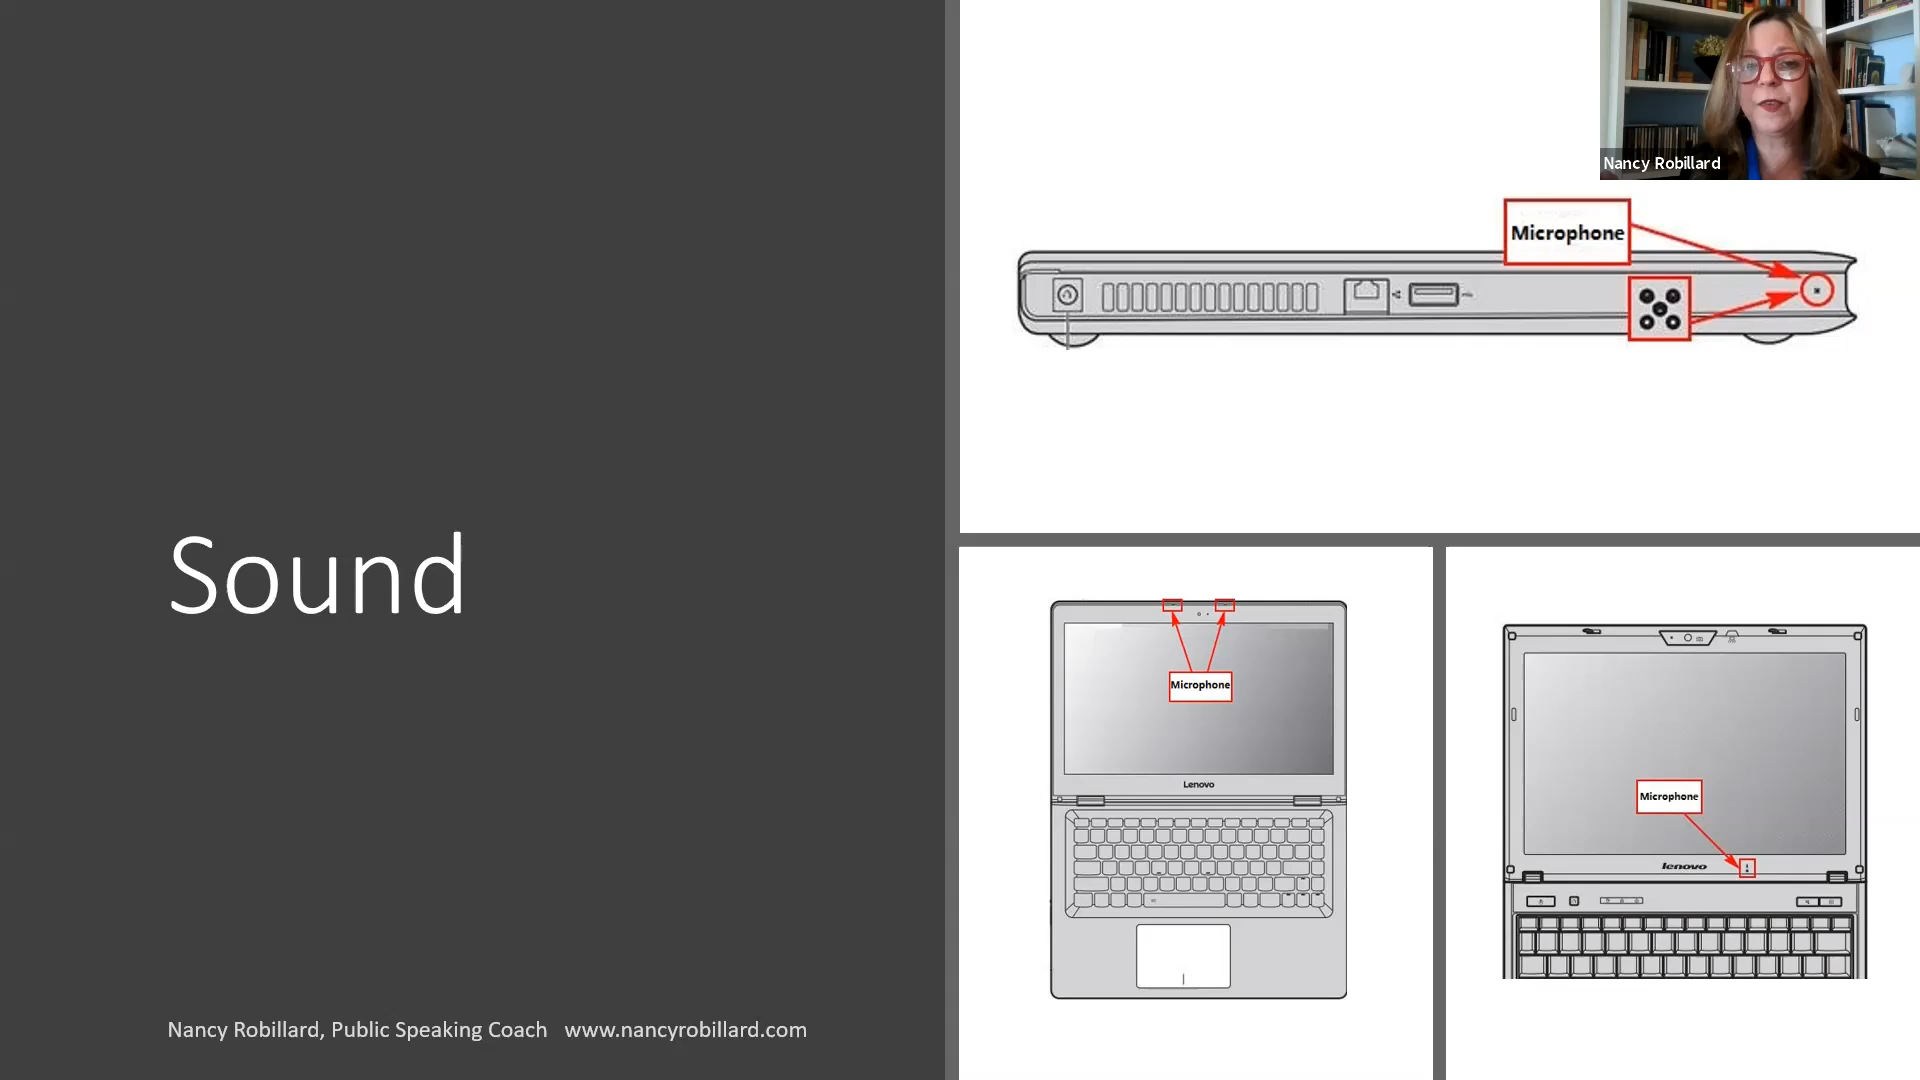 Nancy Robillard
Microphone
Sound
Microphone
Lenovo
Microphone
lenovo
Nancy Robillard, Public Speaking Coach www.nancyrobillard.com